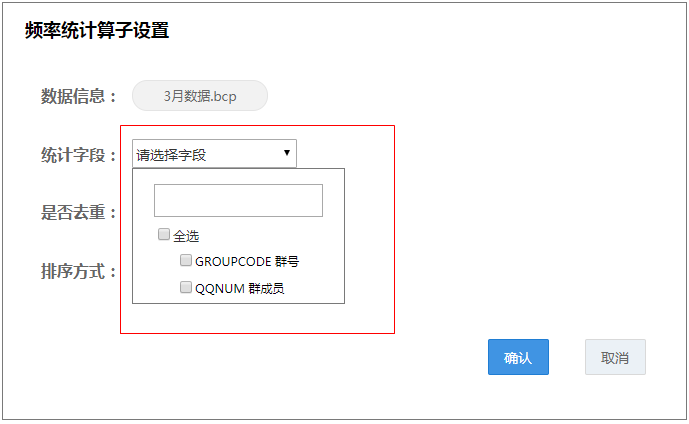 频率统计算子设置
数据信息： 3月数据.bcp
统计字段： 请选择字段
全选
是否去重：
GROUPCODE 群号
排序方式：
QQNUM 群成员
确认 取消